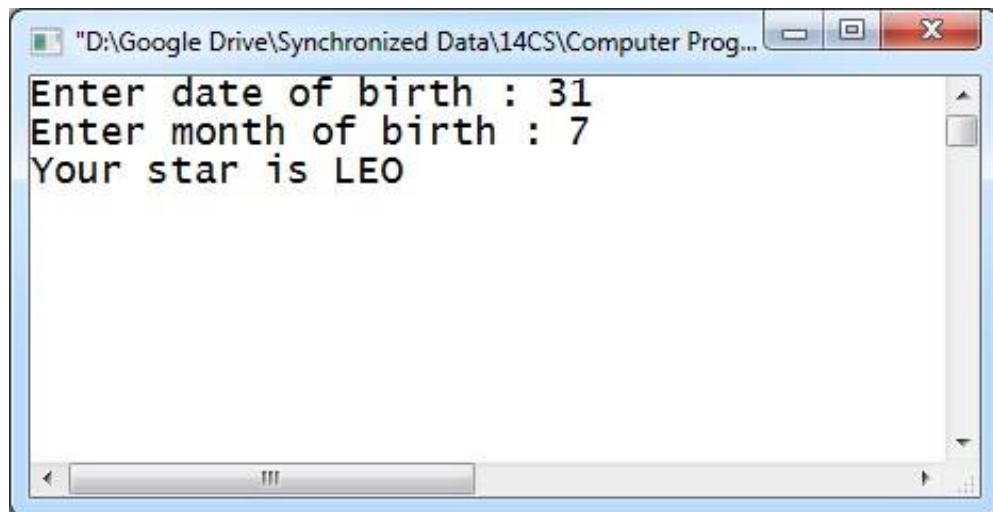 "D:\Google Drive\Synchronized Data\14CS\Computer Prog...
Enter date of birth : 31
Enter month of birth : 7
Your star is LEO